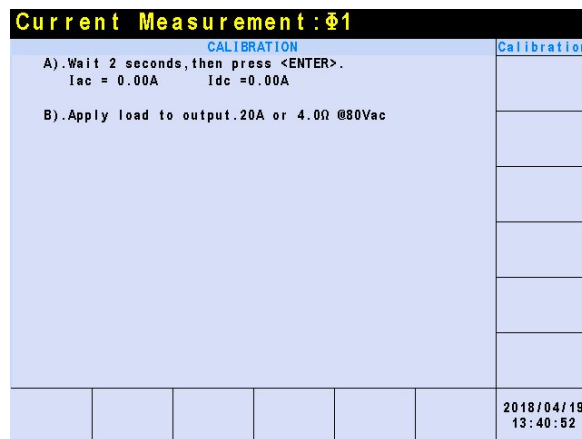 Current Measurement:Φ1
CALIBRATION
Calibration
A).Wait 2 seconds,then press <ENTER>.
Iac = 0.00A Idc =0.00A
B).Apply load to output.20A or 4.0Ω @80Vac
2018/04/19
13:40:52